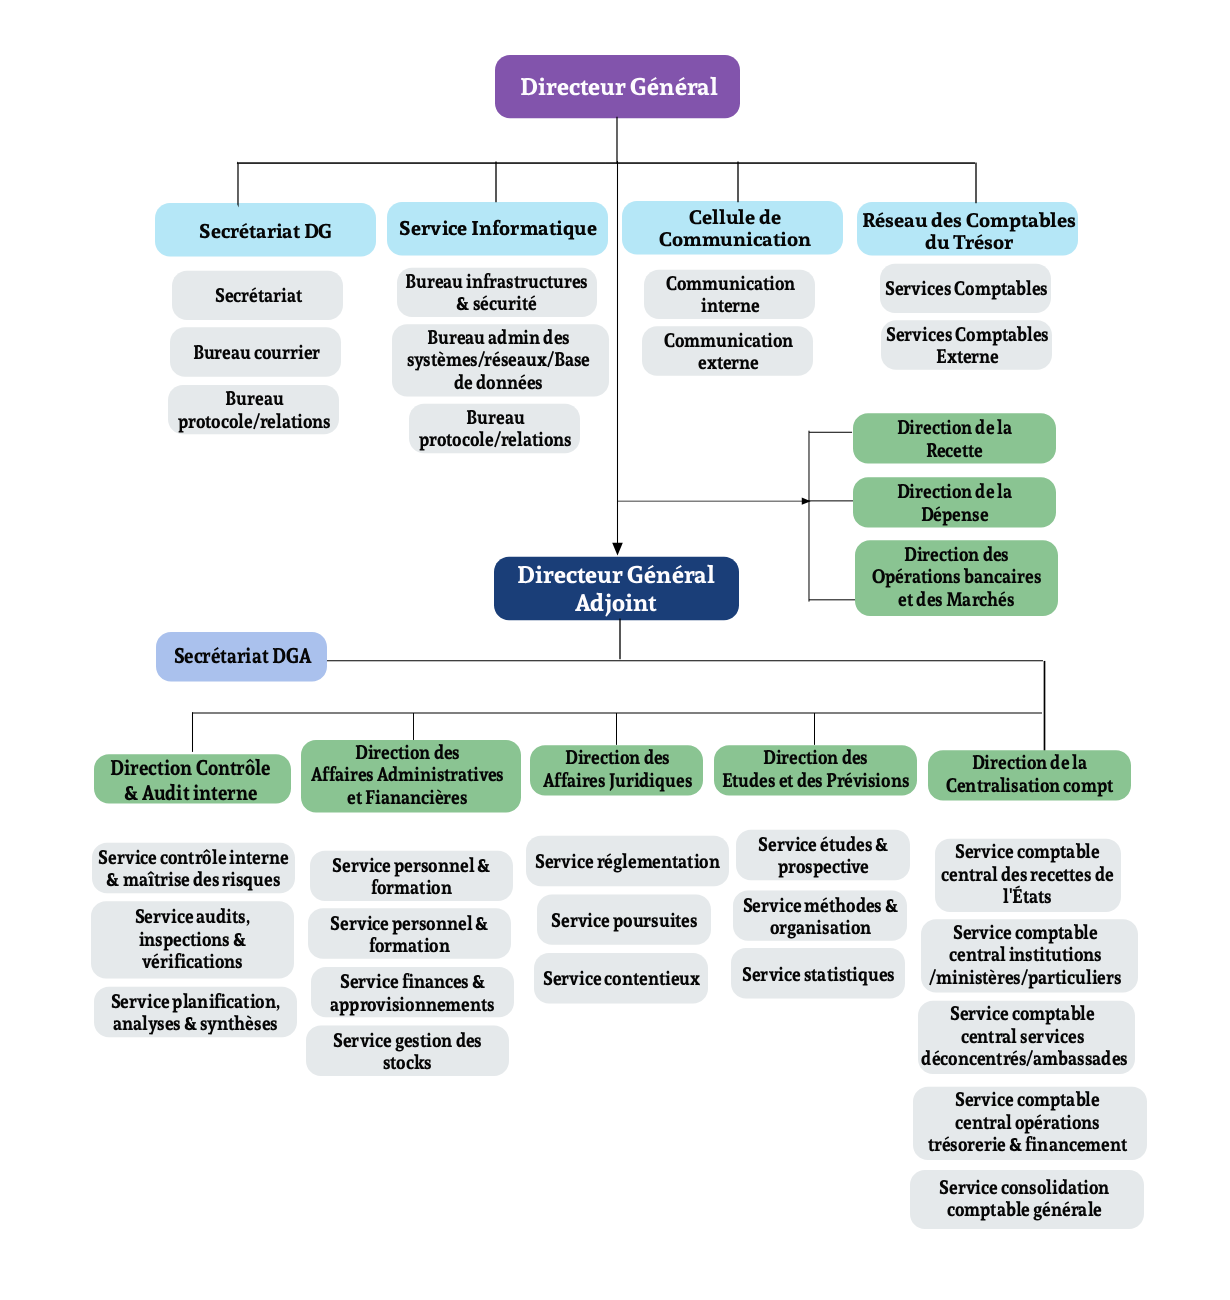 Directeur Général
Secrétariat DG
Secrétariat
Bureau courrier
Bureau
protocole/relations
Service Informatique
Bureau infrastructures
& sécurité
Bureau admin des
systèmes/réseaux/Base
de données
Bureau
protocole/relations
Cellule de
Communication
Communication
interne
Communication
externe
Réseau des Comptables
du Trésor
Services Comptables
Services Comptables
Externe
Direction de la
Recette
Direction de la
Dépense
Direction des
Opérations bancaires
et des Marchés
Directeur Général
Adjoint
Secrétariat DGA
Direction Contrôle
& Audit interne
Service contrôle interne
& maîtrise des risques
Service audits,
inspections &
vérifications
Service planification,
analyses & synthèses
Direction des
Affaires Administratives
et Fianancières
Service personnel &
formation
Service personnel &
formation
Service finances &
approvisionnements
Service gestion des
stocks
Direction des
Affaires Juridiques
Service réglementation
Service poursuites
Service contentieux
Direction des
Etudes et des Prévisions
Service études &
prospective
Service méthodes &
organisation
Service statistiques
Direction de la
Centralisation compt
Service comptable
central des recettes de
l'États
Service comptable
central institutions
/ministères/particuliers
Service comptable
central services
déconcentrés/ambassades
Service comptable
central opérations
trésorerie & financement
Service consolidation
comptable générale